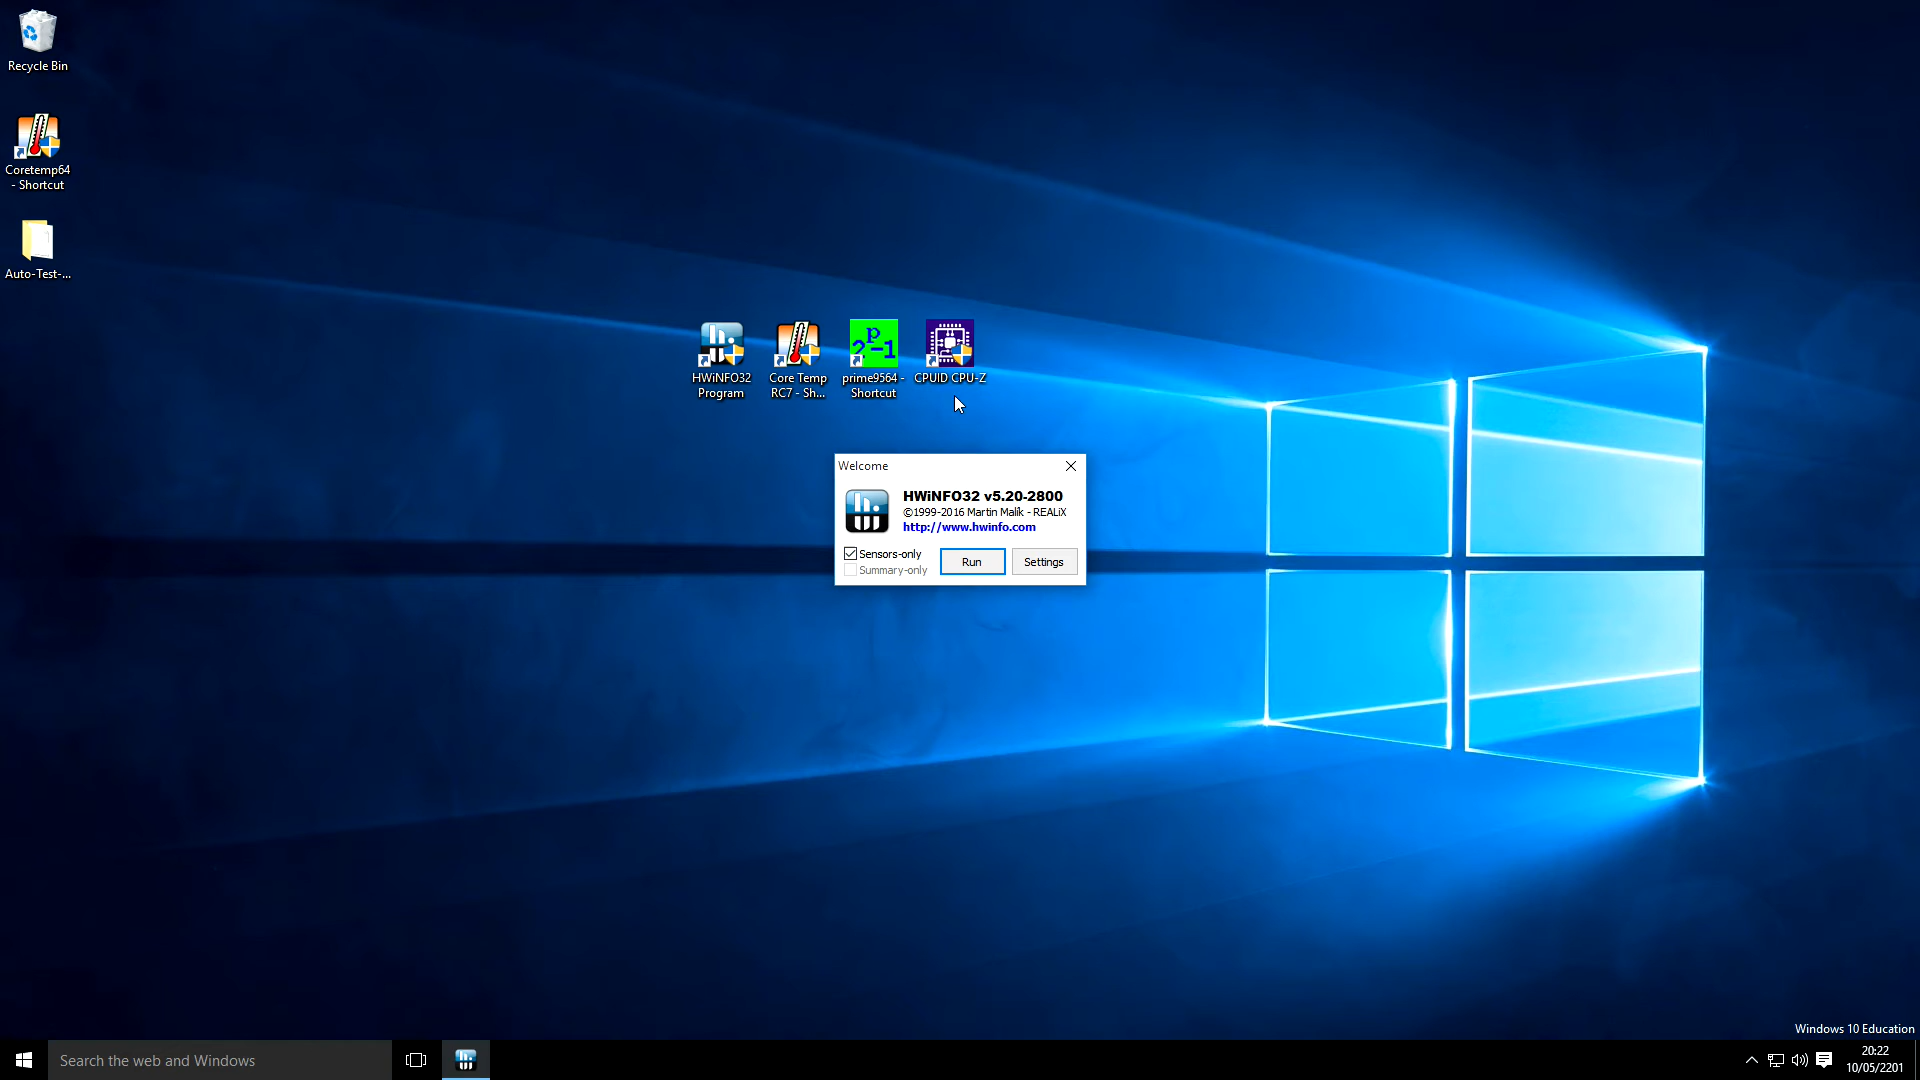 Recycle Bin
Coretemp64
- Shortcut
Auto-Test-...
HWiNFO32
Program
Core Temp
RC7 - Sh...
prime9564 -
Shortcut
CPUID CPU-Z
Welcome
HWiNFO32 v5.20-2800
©1999-2016 Martin Malík - REALiX
http://www.hwinfo.com
Sensors-only
Summary-only
Run
Settings
Windows 10 Education
Search the web and Windows
20:22
10/05/2201